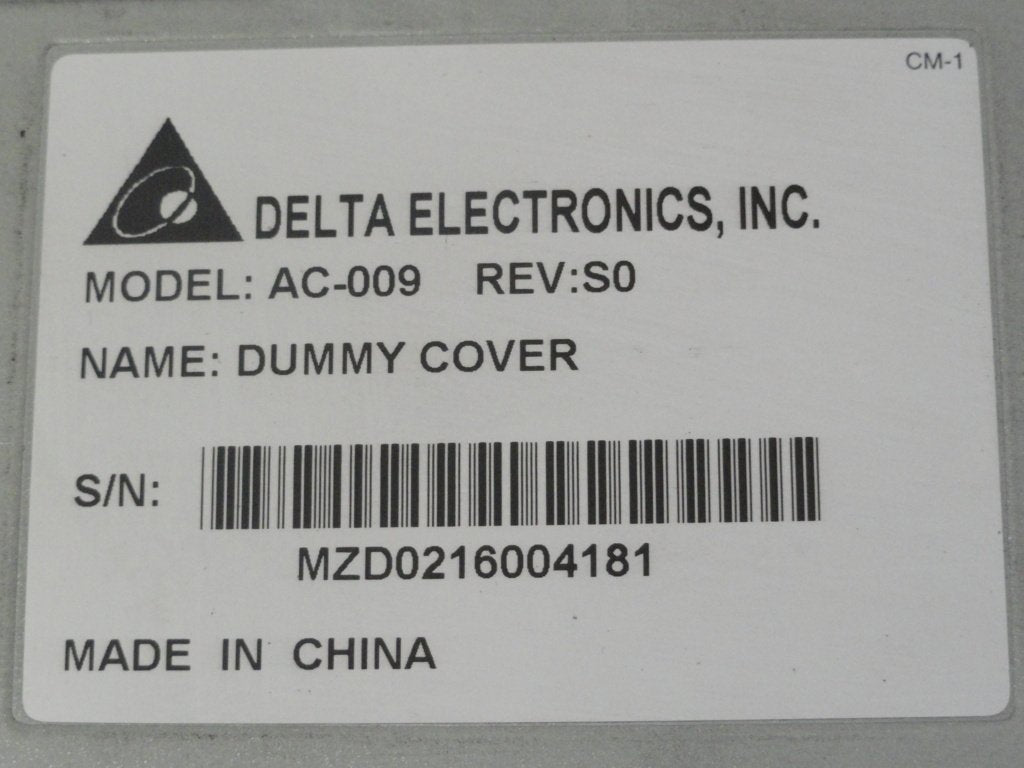 CM-1
DELTA ELECTRONICS, INC.
MODEL: AC-009 REV:S0
NAME: DUMMY COVER
S/N:
MZD0216004181
MADE IN CHINA